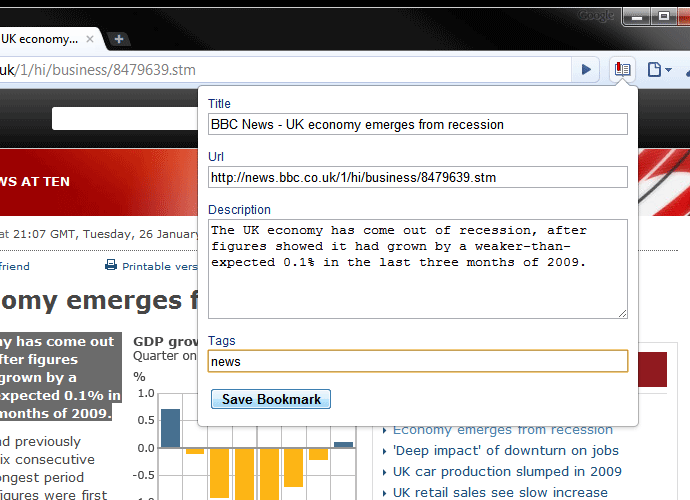 Google
UK economy...
uk/1/hi/business/8479639.stm
Title
BBC News - UK economy emerges from recession
Url
http://news.bbc.co.uk/1/hi/business/8479639.stm
WS AT TEN
Description
The UK economy has come out of recession, after
figures showed it had grown by a weaker-than-
expected 0.1% in the last three months of 2009.
at 21:07 GMT, Tuesday, 26 January
friend
Printable vers
omy emerges f
Tags
news
Save Bookmark
y has come out
fter figures
grown by a
expected 0.1% in
months of 2009.
d previously
ix consecutive
ngest period
figures were first
GDP grow
Quarter on
%
1.0
0.5
0.0
-0.5
-1.0
Economy emerges from recession
'Deep impact' of downturn on jobs
UK car production slumped in 2009
UK retail sales see slow increase